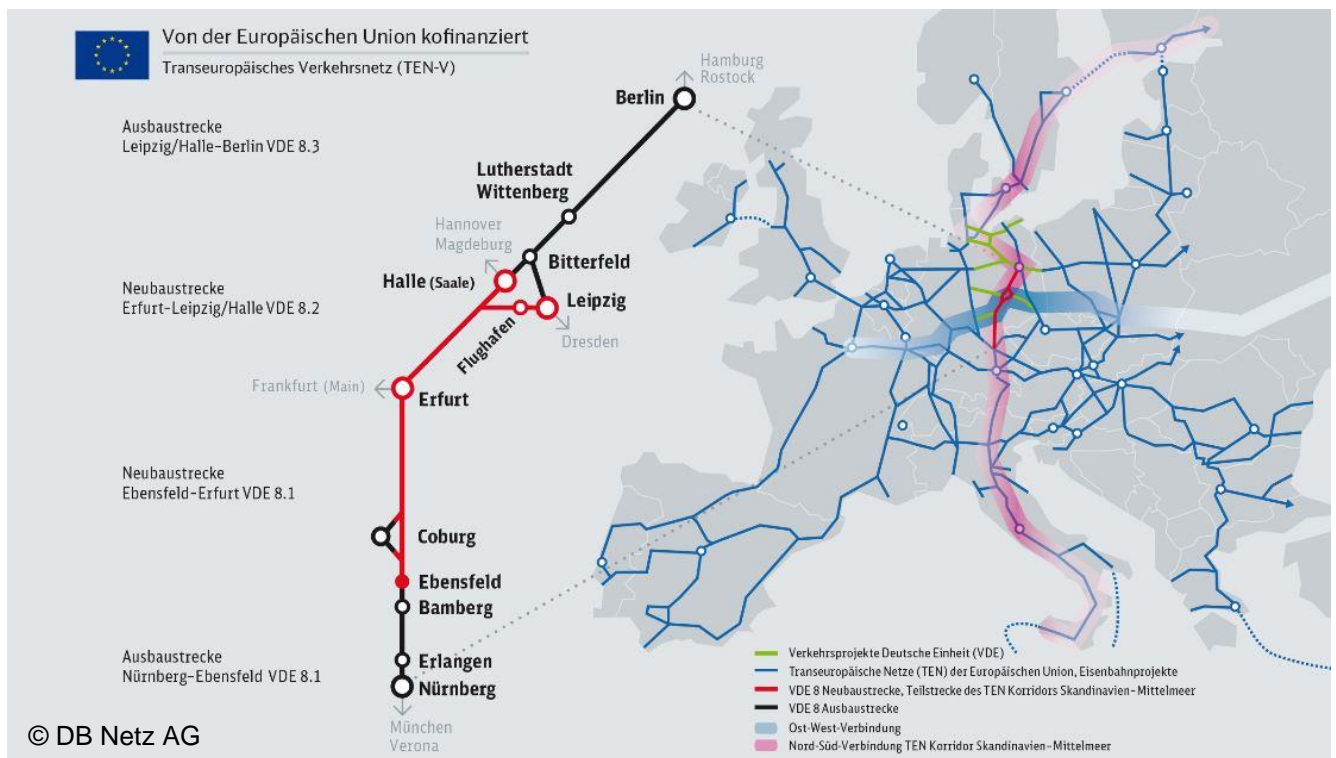 Von der Europäischen Union kofinanziert
Transeuropäisches Verkehrsnetz (TEN-V)
Hamburg
Rostock
Berlin
Ausbaustrecke
Leipzig/Halle–Berlin VDE 8.3
Lutherstadt
Wittenberg
Hannover
Magdeburg
Bitterfeld
Halle (Saale)
Neubaustrecke
Erfurt–Leipzig/Halle VDE 8.2
Leipzig
Flughafen
Dresden
Frankfurt (Main)
Erfurt
Neubaustrecke
Ebensfeld–Erfurt VDE 8.1
Coburg
Ebensfeld
Bamberg
Ausbaustrecke
Nürnberg–Ebensfeld VDE 8.1
Erlangen
Nürnberg
München
Verona
Verkehrsprojekte Deutsche Einheit (VDE)
Transeuropäische Netze (TEN) der Europäischen Union, Eisenbahnprojekte
VDE 8 Neubaustrecke, Teilstrecke des TEN Korridors Skandinavien–Mittelmeer
VDE 8 Ausbaustrecke
Ost-West-Verbindung
Nord-Süd-Verbindung TEN Korridor Skandinavien–Mittelmeer
© DB Netz AG